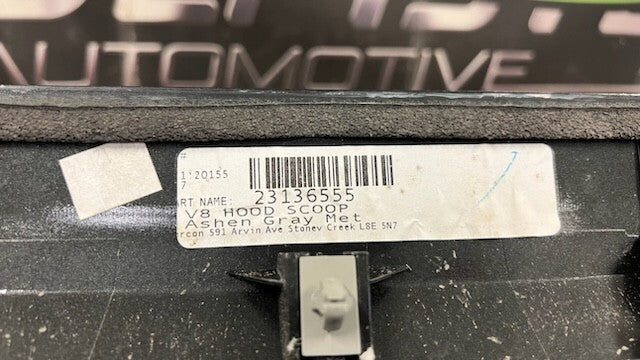 AUTOMOTIVE
#
1:20155
7
23136555
RT NAME:
V8 HOOD SCOOP
Ashen Gray Met
rcon 591 Arvin Ave Stoney Creek L8E 5N7